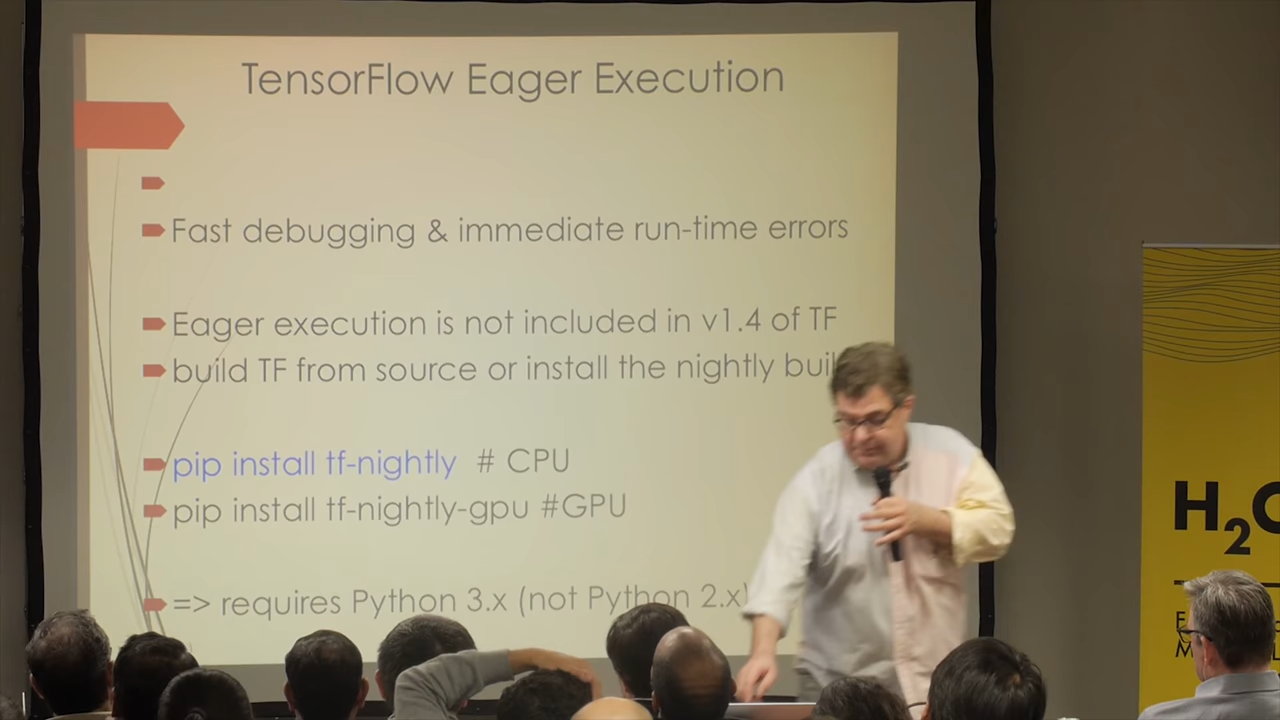 TensorFlow Eager Execution
Fast debugging & immediate run-time errors
Eager execution is not included in v1.4 of TF
build TF from source or install the nightly
pip install tf-nightly # CPU
pip install tf-nightly-gpu #GPU
=> requires Python 3.x (not Python 2.x)